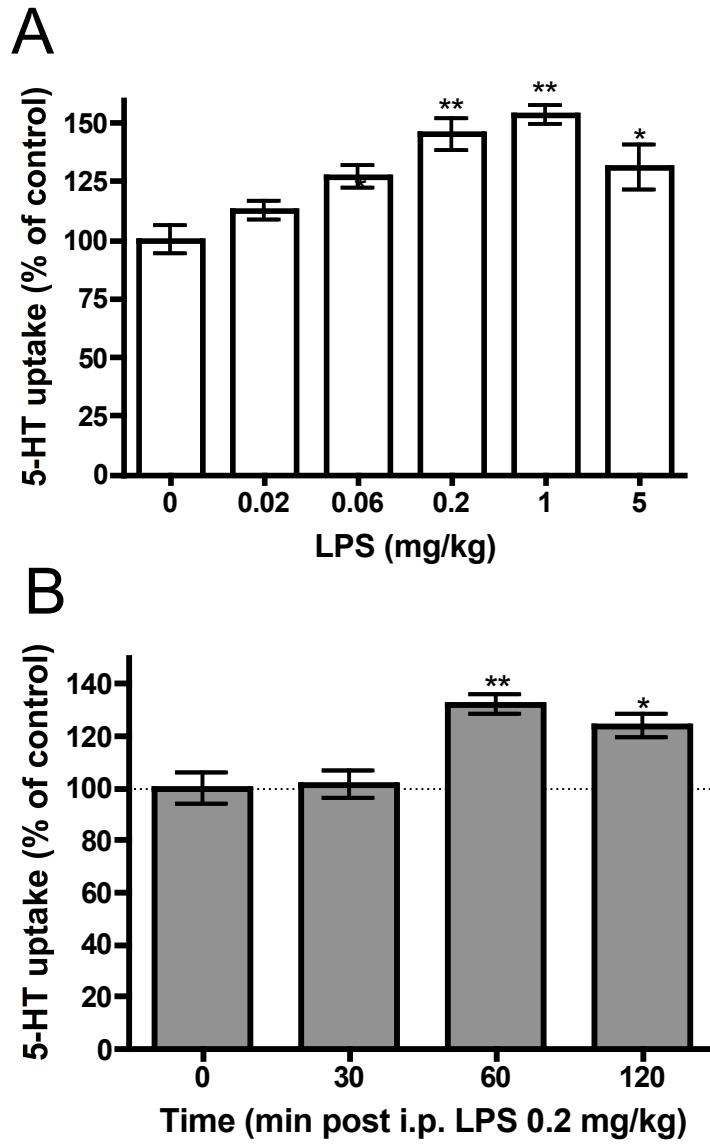 A
5-HT uptake (% of control)
150
125
100
75
50
25
0
** ** *
*
0 0.02 0.06 0.2 1 5
LPS (mg/kg)
B
5-HT uptake (% of control)
140
120
100
80
60
40
20
0
** *
0 30 60 120
Time (min post i.p. LPS 0.2 mg/kg)